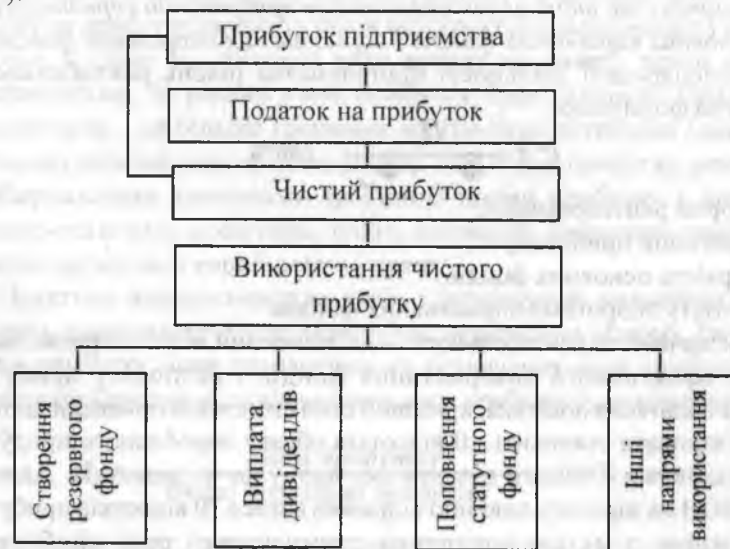 Прибуток підприємства
Податок на прибуток
Чистий прибуток
Використання чистого
прибутку
Створення
резервного
фонду
Виплата
дивідендів
Поповнення
статутного
фонду
Інші
напрями
використання